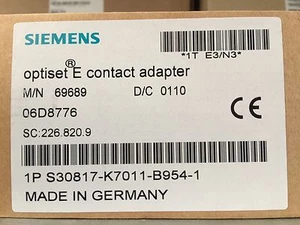 SIEMENS
*1T E3/N3*
optiset® E contact adapter
M/N 69689 D/C 0110
06D8776 CE
SC:226.820.9
1P S30817-K7011-B954-1
MADE IN GERMANY